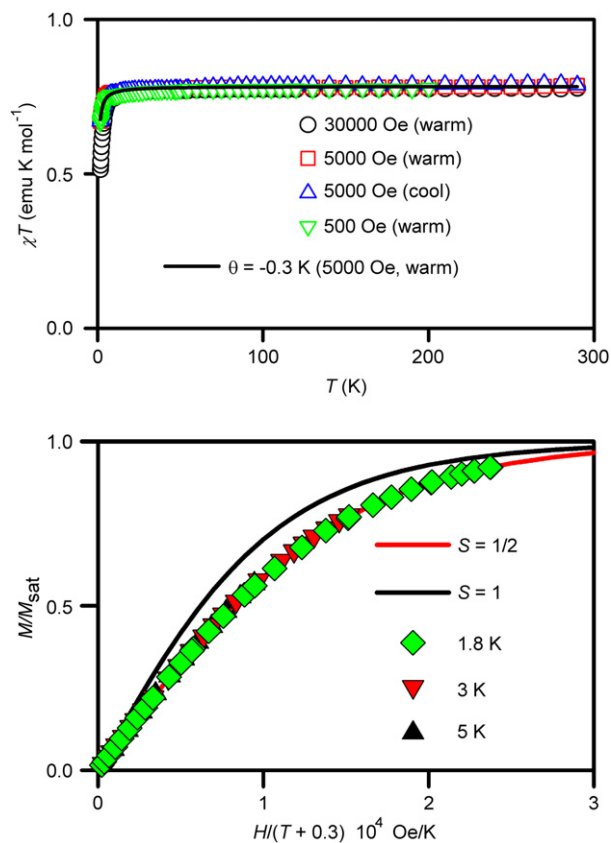 1.0
0.5
0.0
χT (emu K mol⁻¹)
30000 Oe (warm)
5000 Oe (warm)
5000 Oe (cool)
500 Oe (warm)
θ = -0.3 K (5000 Oe, warm)
0 100 200 300
T (K)
1.0
0.5
0.0
M/Msat
S = 1/2
S = 1
1.8 K
3 K
5 K
0 1 2 3
H/(T + 0.3) 10⁴ Oe/K